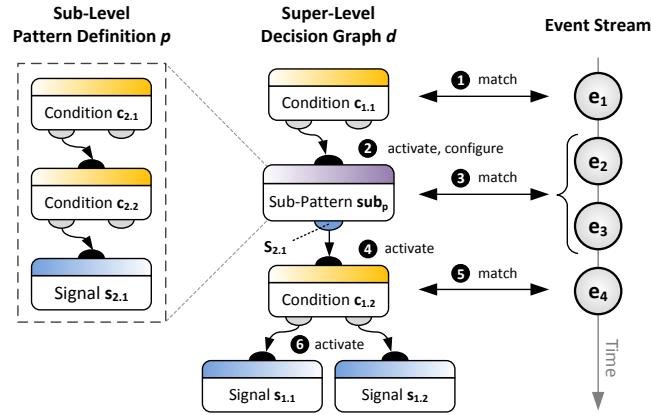 Sub-Level
Pattern Definition p
Super-Level
Decision Graph d
Event Stream
Condition c2.1
Condition c1.1
1 match
e1
2 activate, configure
e2
Condition c2.2
Sub-Pattern subp
3 match
e3
S2.1
4 activate
Signal s2.1
Condition c1.2
5 match
e4
6 activate
Time
Signal s1.1
Signal s1.2